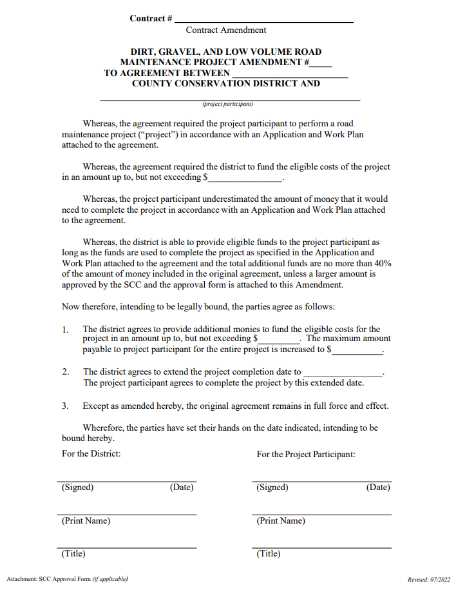 Contract # ____________________________________
Contract Amendment
DIRT, GRAVEL, AND LOW VOLUME ROAD
MAINTENANCE PROJECT AMENDMENT #_____
TO AGREEMENT BETWEEN ________________________
COUNTY CONSERVATION DISTRICT AND
____________________________________________________
(project participant)
Whereas, the agreement required the project participant to perform a road
maintenance project (“project”) in accordance with an Application and Work Plan
attached to the agreement.
Whereas, the agreement required the district to fund the eligible costs of the project
in an amount up to, but not exceeding $________________.
Whereas, the project participant underestimated the amount of money that it would
need to complete the project in accordance with an Application and Work Plan attached
to the agreement.
Whereas, the district is able to provide eligible funds to the project participant as
long as the funds are used to complete the project as specified in the Application and
Work Plan attached to the agreement and the total additional funds are no more than 40%
of the amount of money included in the original agreement, unless a larger amount is
approved by the SCC and the approval form is attached to this Amendment.
Now therefore, intending to be legally bound, the parties agree as follows:
1. The district agrees to provide additional monies to fund the eligible costs for the
project in an amount up to, but not exceeding $_________. The maximum amount
payable to project participant for the entire project is increased to $___________.
2. The district agrees to extend the project completion date to _________________.
The project participant agrees to complete the project by this extended date.
3. Except as amended hereby, the original agreement remains in full force and effect.
Wherefore, the parties have set their hands on the date indicated, intending to be
bound hereby.
For the District: For the Project Participant:
(Signed) (Date) (Signed) (Date)
(Print Name) (Print Name)
(Title) (Title)
Attachment: SCC Approval Form (if applicable) Revised: 07/2022